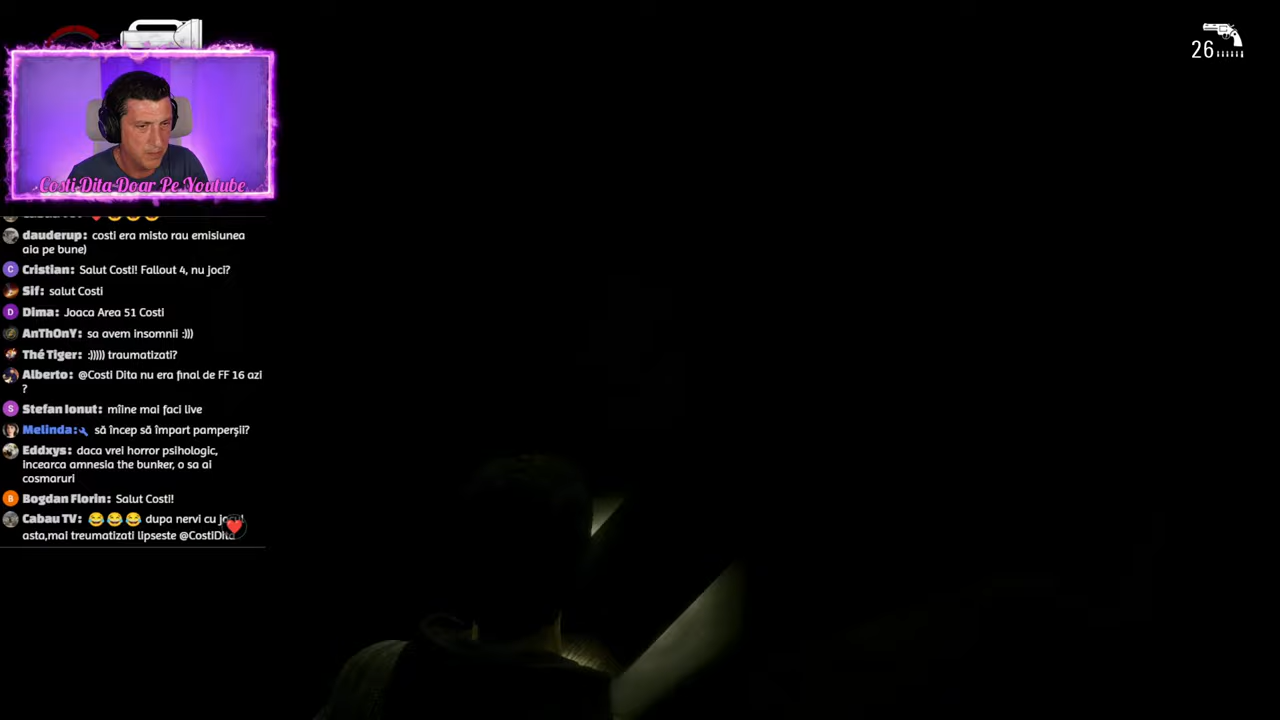 26
Costi Dita Doar Pe Youtube
dauderup: costi era misto rau emisiunea
aia pe bune)
Cristian: Salut Costi! Fallout 4, nu joci?
Sif: salut Costi
Dima: Joaca Area 51 Costi
AnThOnY: sa avem insomnii :)))
Thé Tiger: :))))) traumatizati?
Alberto: @Costi Dita nu era final de FF 16 azi
?
Stefan Ionut: mîine mai faci live
Melinda: să încep să împart pamperșii?
Eddxys: daca vrei horror psihologic,
incearca amnesia the bunker, o sa ai
cosmaruri
Bogdan Florin: Salut Costi!
Cabau TV: 😂 😂 😂 dupa nervi cu jocul
asta,mai treumatizati lipseste @CostiDita